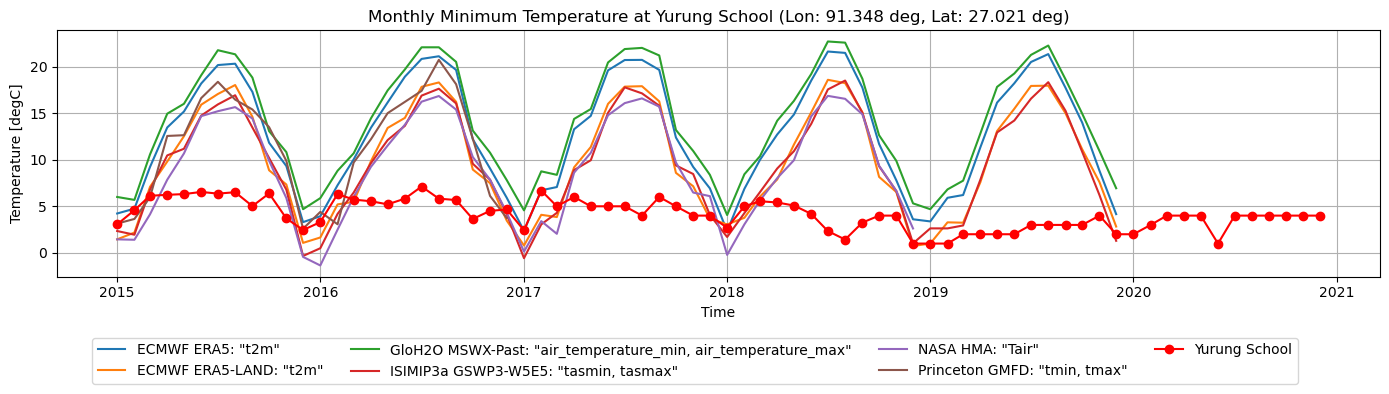 Monthly Minimum Temperature at Yurung School (Lon: 91.348 deg, Lat: 27.021 deg)
Temperature [degC]
20
15
10
5
0
2015 2016 2017 2018 2019 2020 2021
Time
ECMWF ERA5: "t2m"
ECMWF ERA5-LAND: "t2m"
GloH2O MSWX-Past: "air_temperature_min, air_temperature_max"
ISIMIP3a GSWP3-W5E5: "tasmin, tasmax"
NASA HMA: "Tair"
Princeton GMFD: "tmin, tmax"
Yurung School